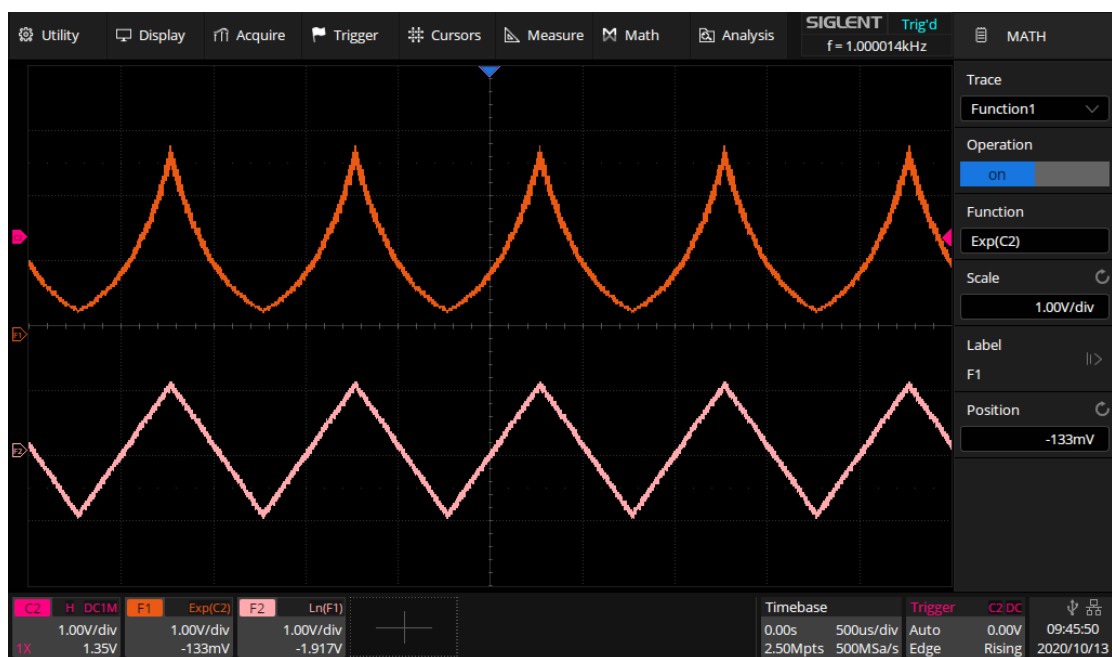 Utility
Display
Acquire
Trigger
Cursors
Measure
Math
Analysis
SIGLENT Trig'd
f = 1.000014kHz
MATH
Trace
Function1
Operation
on
Function
Exp(C2)
Scale
1.00V/div
Label
F1
Position
-133mV
F1
F2
C2 H DC1M
1.00V/div
1X 1.35V
F1 Exp(C2)
1.00V/div
-133mV
F2 Ln(F1)
1.00V/div
-1.917V
Timebase
0.00s 500us/div
2.50Mpts 500MSa/s
Trigger C2 DC
Auto 0.00V
Edge Rising
09:45:50
2020/10/13